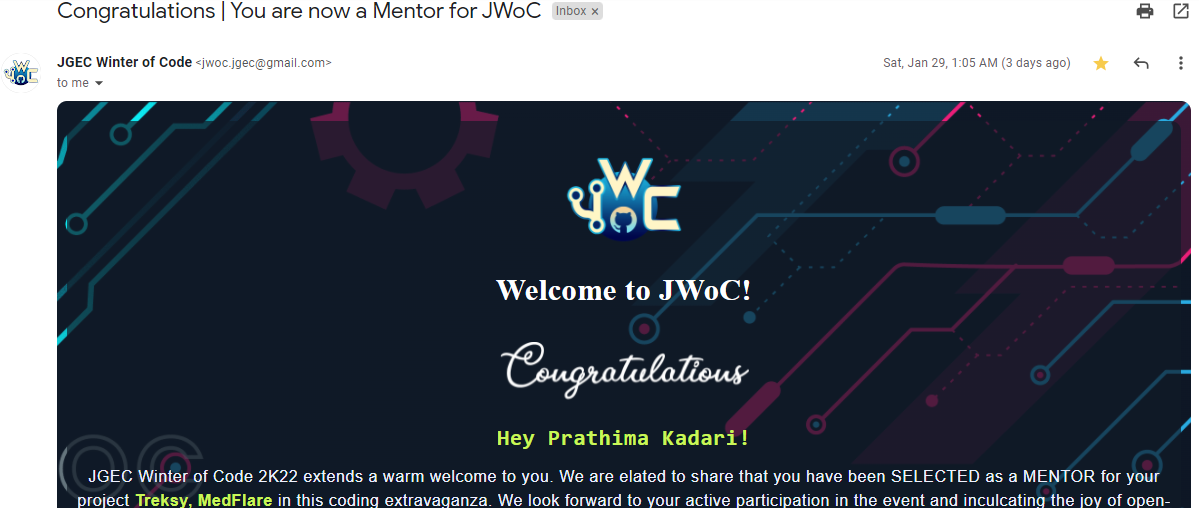 Congratulations | You are now a Mentor for JWoC Inbox ×
JGEC Winter of Code <jwoc.jgec@gmail.com> Sat, Jan 29, 1:05 AM (3 days ago)
to me
JWOC
JWOC
Welcome to JWoC!
Congratulations
Hey Prathima Kadari!
JGEC Winter of Code 2K22 extends a warm welcome to you. We are elated to share that you have been SELECTED as a MENTOR for your
project Treksy, MedFlare in this coding extravaganza. We look forward to your active participation in the event and inculcating the joy of open-